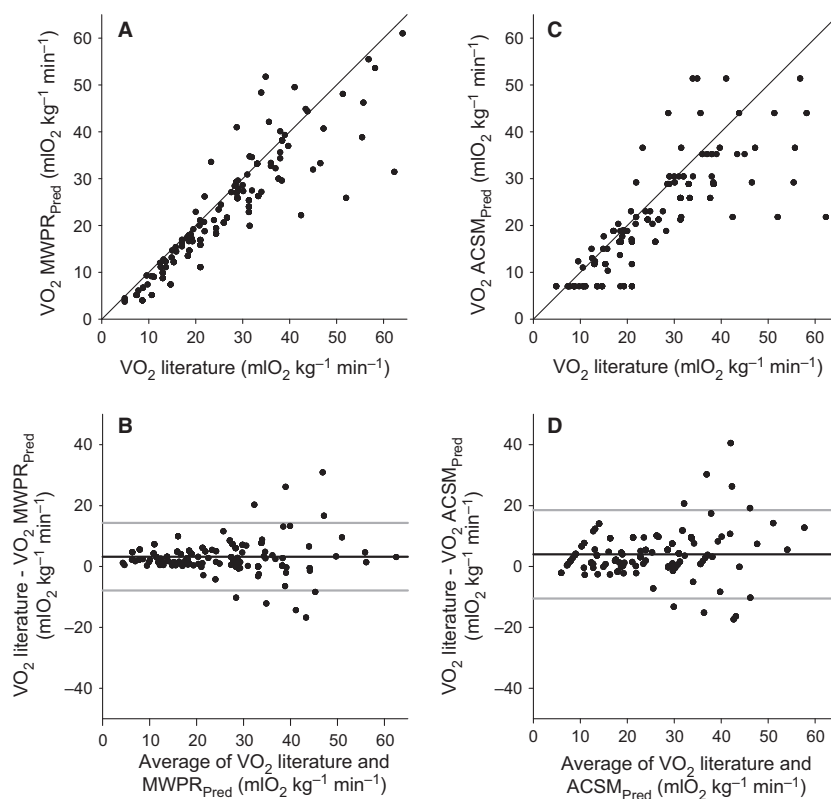 A
60
50
40
30
20
10
0
VO2 MWPRPred (mlO2 kg–1 min–1)
0 10 20 30 40 50 60
VO2 literature (mlO2 kg–1 min–1)
C
60
50
40
30
20
10
0
VO2 ACSMPred (mlO2 kg–1 min–1)
0 10 20 30 40 50 60
VO2 literature (mlO2 kg–1 min–1)
B
40
20
0
–20
–40
VO2 literature - VO2 MWPRPred
(mlO2 kg–1 min–1)
0 10 20 30 40 50 60
Average of VO2 literature and
MWPRPred (mlO2 kg–1 min–1)
D
40
20
0
–20
–40
VO2 literature - VO2 ACSMPred
(mlO2 kg–1 min–1)
0 10 20 30 40 50 60
Average of VO2 literature and
ACSMPred (mlO2 kg–1 min–1)